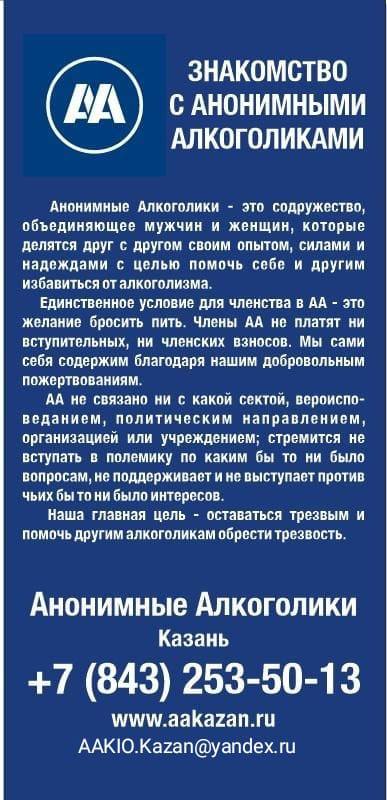 AA
ЗНАКОМСТВО
С АНОНИМНЫМИ
АЛКОГОЛИКАМИ
Анонимные Алкоголики - это содружество,
объединяющее мужчин и женщин, которые
делятся друг с другом своим опытом, силами и
надеждами с целью помочь себе и другим
избавиться от алкоголизма.
Единственное условие для членства в АА - это
желание бросить пить. Члены АА не платят ни
вступительных, ни членских взносов. Мы сами
себя содержим благодаря нашим добровольным
пожертвованиям.
АА не связано ни с какой сектой, вероиспо-
веданием, политическим направлением,
организацией или учреждением; стремится не
вступать в полемику по каким бы то ни было
вопросам, не поддерживает и не выступает против
чьих бы то ни было интересов.
Наша главная цель - оставаться трезвым и
помочь другим алкоголикам обрести трезвость.
Анонимные Алкоголики
Казань
+7 (843) 253-50-13
www.aakazan.ru
AAKIO.Kazan@yandex.ru